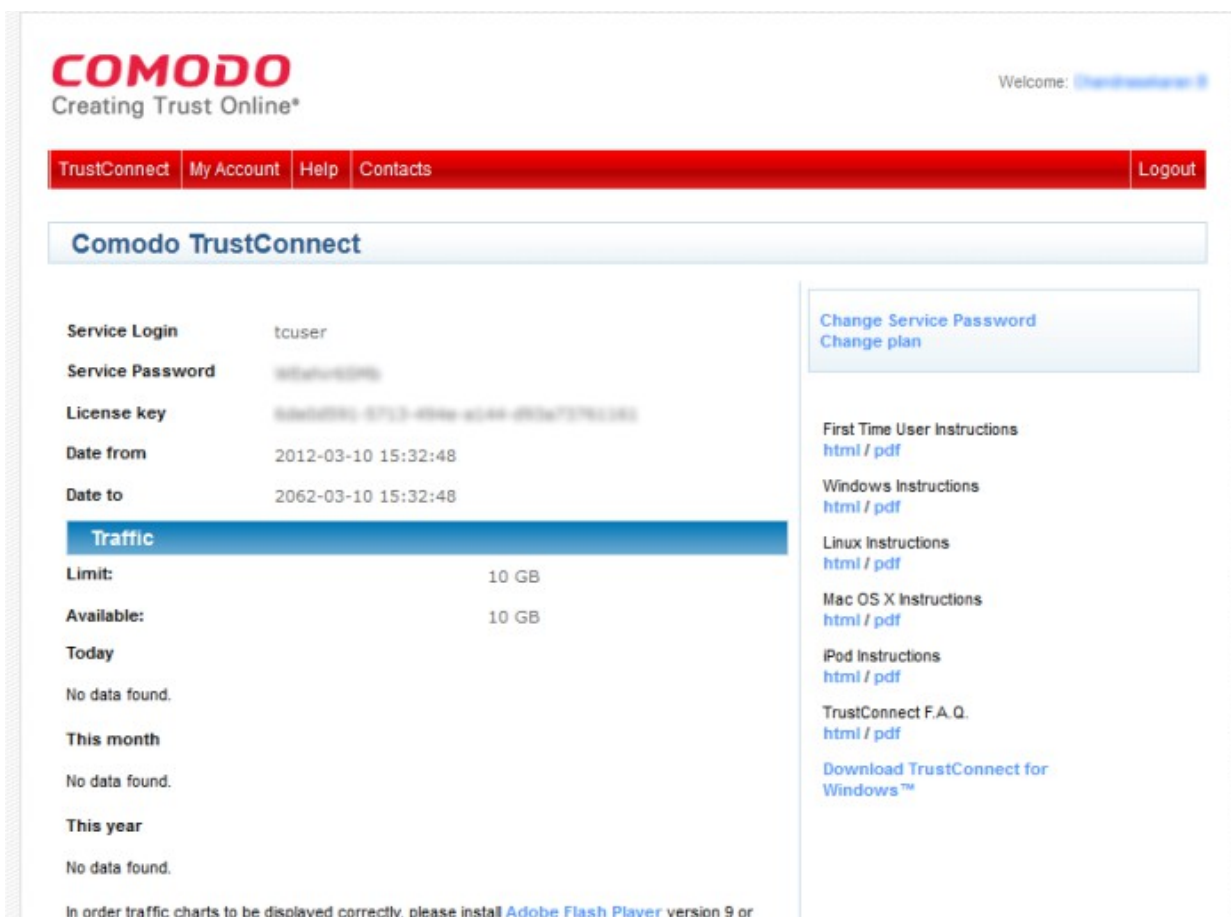 COMODO
Creating Trust Online®
Welcome:
TrustConnect My Account Help Contacts Logout
Comodo TrustConnect
Service Login tcuser
Service Password
License key
Date from 2012-03-10 15:32:48
Date to 2062-03-10 15:32:48
Traffic
Limit: 10 GB
Available: 10 GB
Today
No data found.
This month
No data found.
This year
No data found.
In order traffic charts to be displayed correctly, please install Adobe Flash Player version 9 or
Change Service Password
Change plan
First Time User Instructions
html / pdf
Windows Instructions
html / pdf
Linux Instructions
html / pdf
Mac OS X Instructions
html / pdf
iPod Instructions
html / pdf
TrustConnect F.A.Q.
html / pdf
Download TrustConnect for
Windows™